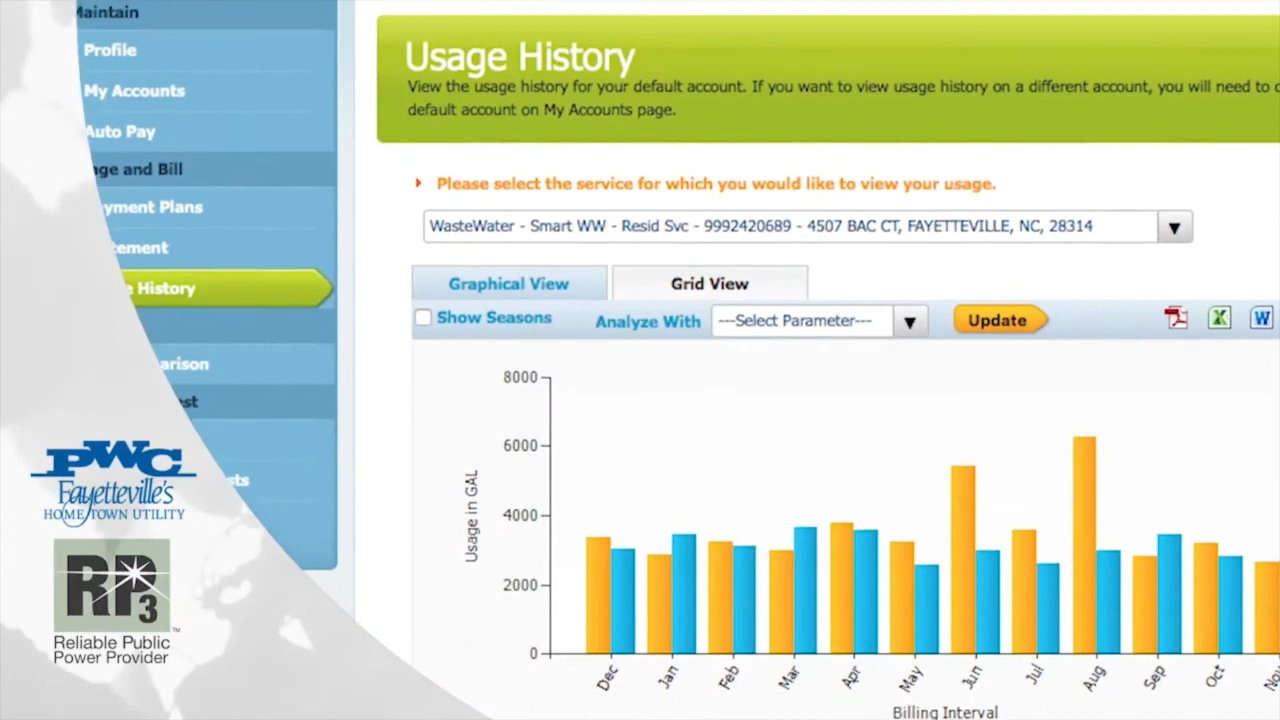 Maintain
Profile
My Accounts
Auto Pay
ge and Bill
yment Plans
tement
e History
arison
est
sts
PWC
Fayetteville's
HOME TOWN UTILITY
RP3
Reliable Public
Power Provider
™
Usage History
View the usage history for your default account. If you want to view usage history on a different account, you will need to
default account on My Accounts page.
Please select the service for which you would like to view your usage.
WasteWater - Smart WW - Resid Svc - 9992420689 - 4507 BAC CT, FAYETTEVILLE, NC, 28314
Graphical View
Grid View
Show Seasons
Analyze With
---Select Parameter---
Update
8000
6000
4000
2000
0
Usage in GAL
Dec
Jan
Feb
Mar
Apr
May
Jun
Jul
Aug
Sep
Oct
No
Billing Interval